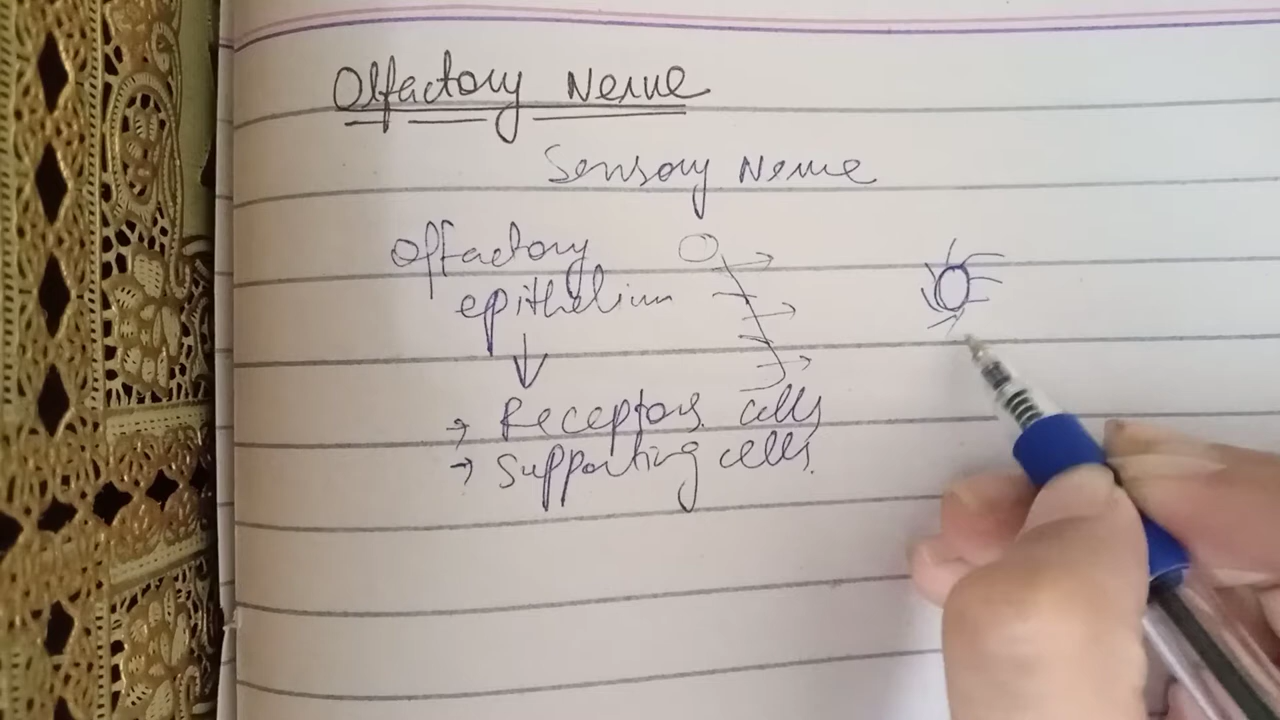 Olfactory Nerve
Sensory Nerve
Olfactory
epithelium
→ Receptors cells
→ Supporting cells.